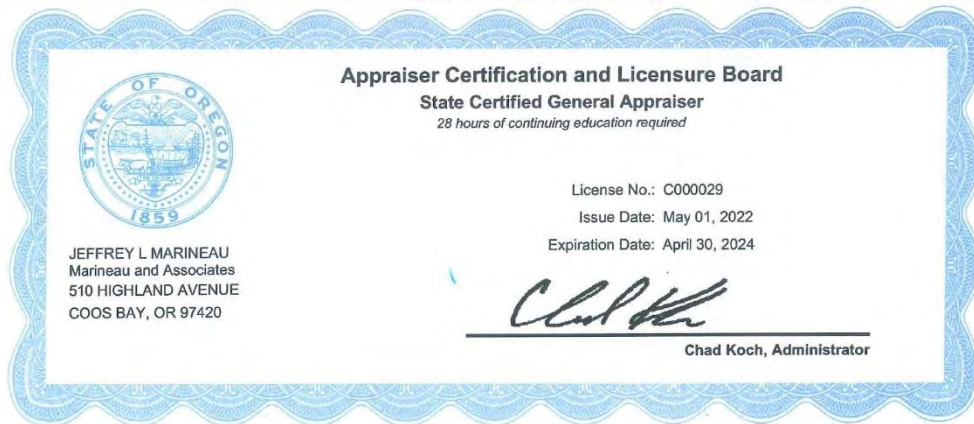 Appraiser Certification and Licensure Board
State Certified General Appraiser
28 hours of continuing education required
STATE OF OREGON
1859
License No.: C000029
Issue Date: May 01, 2022
Expiration Date: April 30, 2024
JEFFREY L MARINEAU
Marineau and Associates
510 HIGHLAND AVENUE
COOS BAY, OR 97420
Chad Koch, Administrator